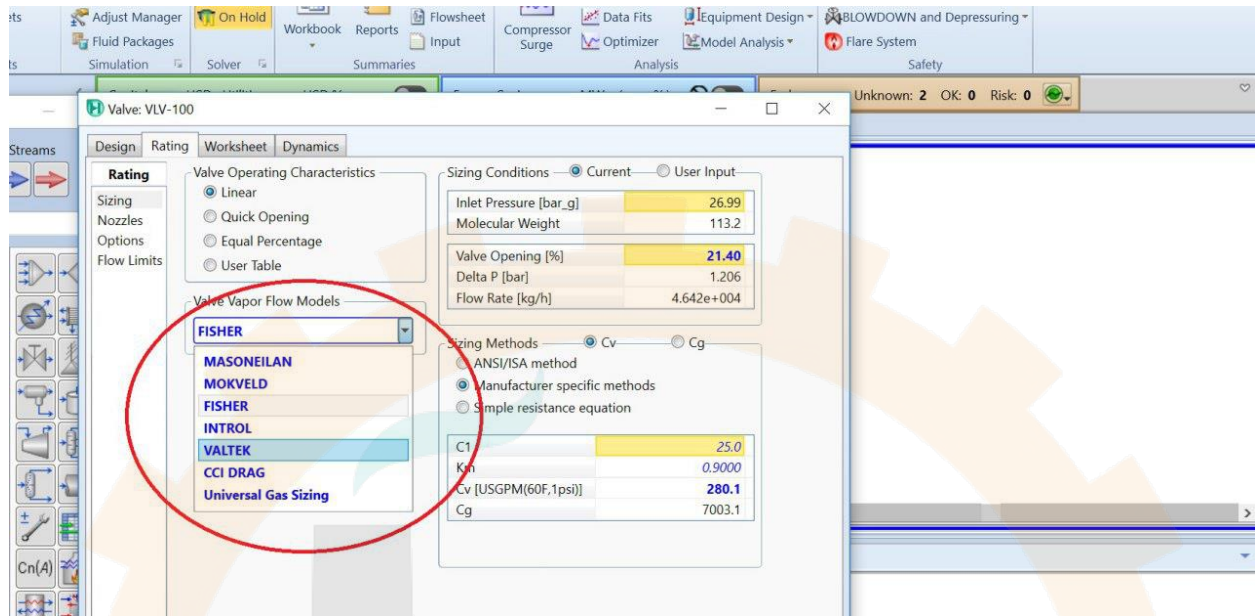 Adjust Manager
On Hold
Workbook
Reports
Flowsheet
Compressor
Surge
Data Fits
Equipment Design
BLOWDOWN and Depressuring
Fluid Packages
Input
Optimizer
Model Analysis
Flare System
Simulation
Solver
Summaries
Analysis
Safety
Unknown: 2 OK: 0 Risk: 0
Valve: VLV-100
Streams
Design Rating Worksheet Dynamics
Rating
Sizing
Nozzles
Options
Flow Limits
Valve Operating Characteristics
Linear
Quick Opening
Equal Percentage
User Table
Valve Vapor Flow Models
FISHER
MASONEILAN
MOKVELD
FISHER
INTROL
VALTEK
CCI DRAG
Universal Gas Sizing
Sizing Conditions Current User Input
Inlet Pressure [bar_g] 26.99
Molecular Weight 113.2
Valve Opening [%] 21.40
Delta P [bar] 1.206
Flow Rate [kg/h] 4.642e+004
Sizing Methods Cv Cg
ANSI/ISA method
Manufacturer specific methods
Simple resistance equation
C1 25.0
Km 0.9000
Cv [USGPM(60F,1psi)] 280.1
Cg 7003.1
Cn(A)